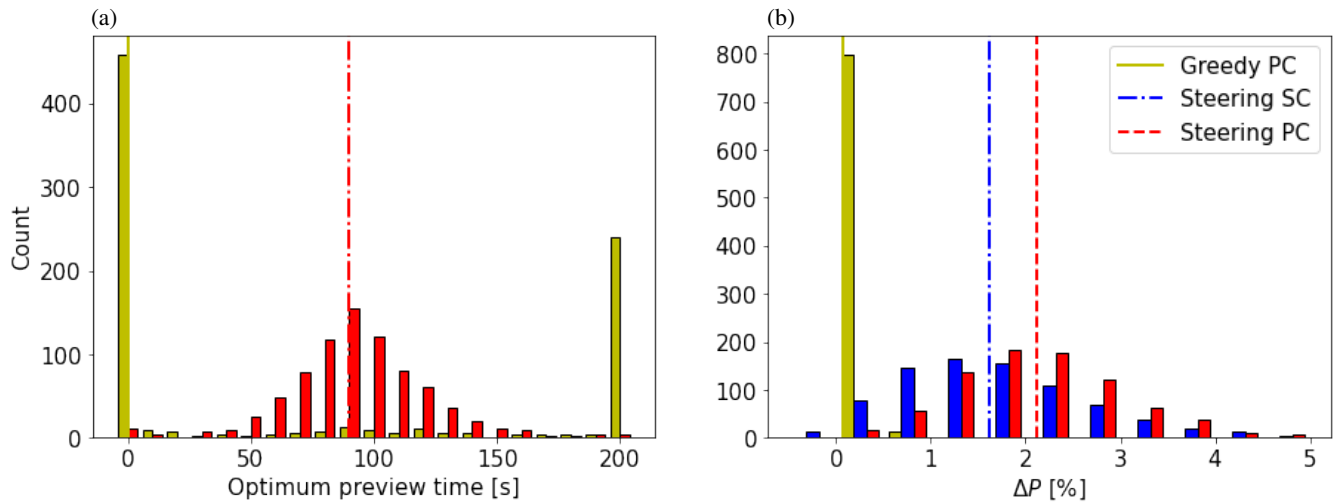 (a)
400
300
200
100
0
Count
0 50 100 150 200
Optimum preview time [s]
(b)
800
700
600
500
400
300
200
100
0
0 1 2 3 4 5
ΔP [%]
Greedy PC
Steering SC
Steering PC